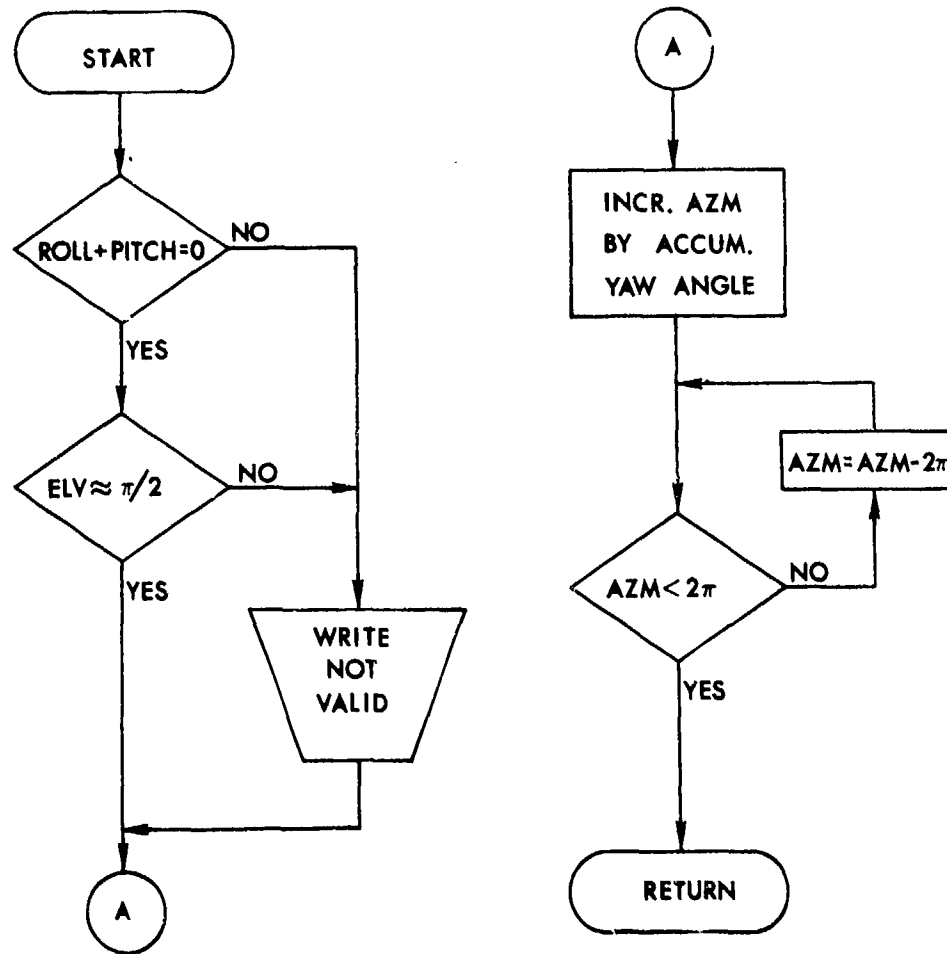 START
ROLL+PITCH=0
NO
YES
ELV≈ π/2
NO
YES
WRITE
NOT
VALID
A
A
INCR. AZM
BY ACCUM.
YAW ANGLE
AZM=AZM-2π
AZM<2π
NO
YES
RETURN